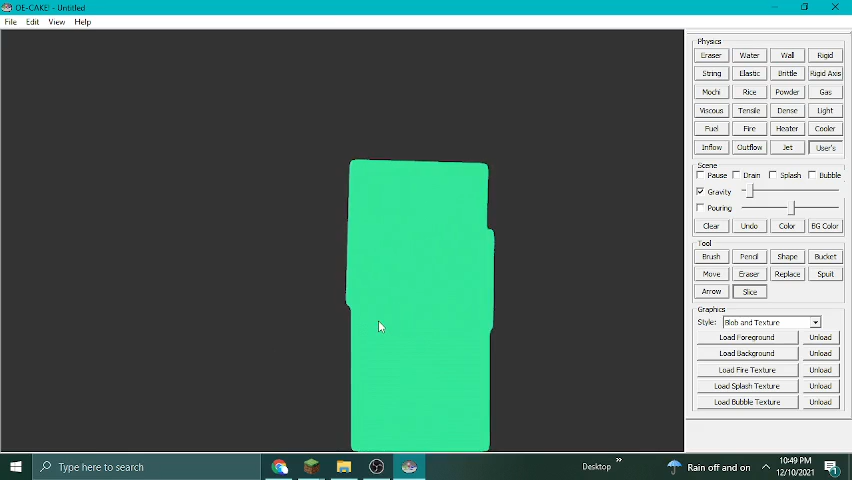 OE-CAKE! - Untitled
File Edit View Help
Physics
Eraser Water Wall Rigid
String Elastic Brittle Rigid Axis
Mochi Rice Powder Gas
Viscous Tensile Dense Light
Fuel Fire Heater Cooler
Inflow Outflow Jet User's
Scene
Pause Drain Splash Bubble
Gravity
Pouring
Clear Undo Color BG Color
Tool
Brush Pencil Shape Bucket
Move Eraser Replace Spuit
Arrow Slice
Graphics
Style: Blob and Texture
Load Foreground Unload
Load Background Unload
Load Fire Texture Unload
Load Splash Texture Unload
Load Bubble Texture Unload
Type here to search Desktop » Rain off and on 10:49 PM
12/10/2021
1